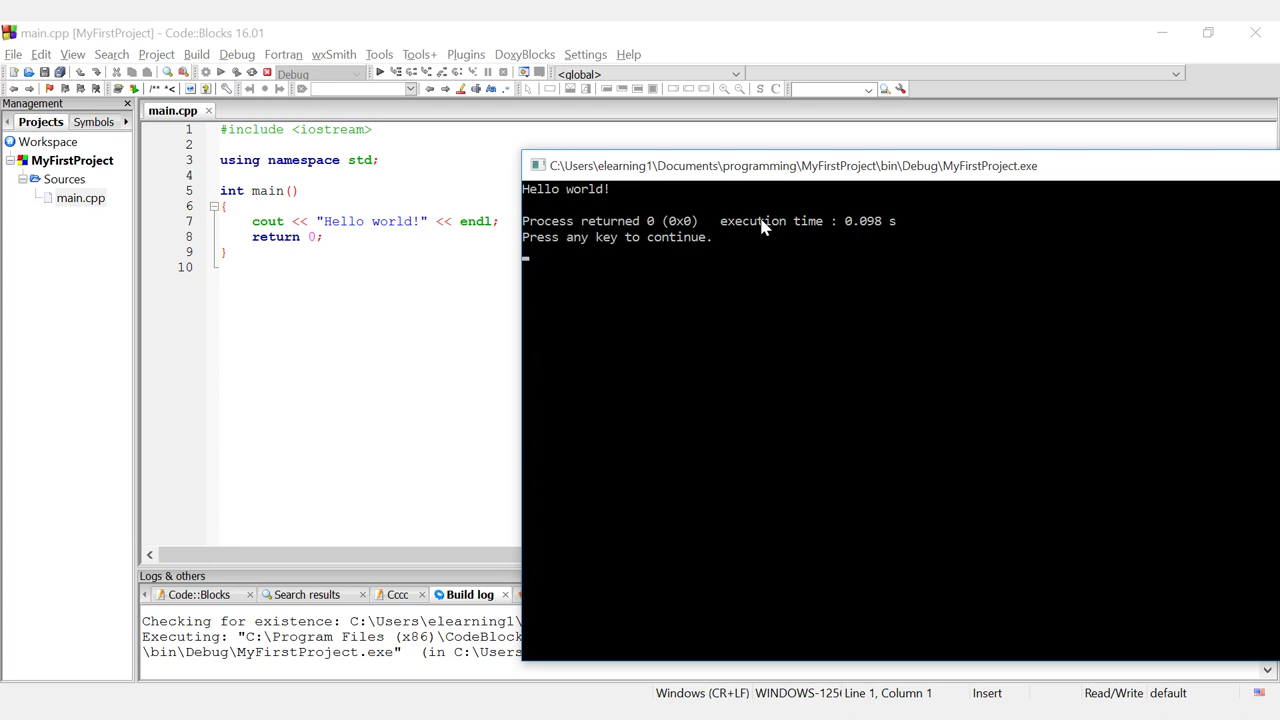 main.cpp [MyFirstProject] - Code::Blocks 16.01
File Edit View Search Project Build Debug Fortran wxSmith Tools Tools+ Plugins DoxyBlocks Settings Help
Debug
<global>
Management
main.cpp
Projects Symbols
Workspace
MyFirstProject
Sources
main.cpp
1 #include <iostream>
2
3 using namespace std;
4
5 int main()
6 {
7 cout << "Hello world!" << endl;
8 return 0;
9 }
10
C:\Users\elearning1\Documents\programming\MyFirstProject\bin\Debug\MyFirstProject.exe
Hello world!
Process returned 0 (0x0)   execution time : 0.098 s
Press any key to continue.
Logs & others
Code::Blocks Search results Cccc Build log
Checking for existence: C:\Users\elearning1\
Executing: "C:\Program Files (x86)\CodeBlock
\bin\Debug\MyFirstProject.exe"  (in C:\Users
Windows (CR+LF) WINDOWS-125 Line 1, Column 1 Insert Read/Write default